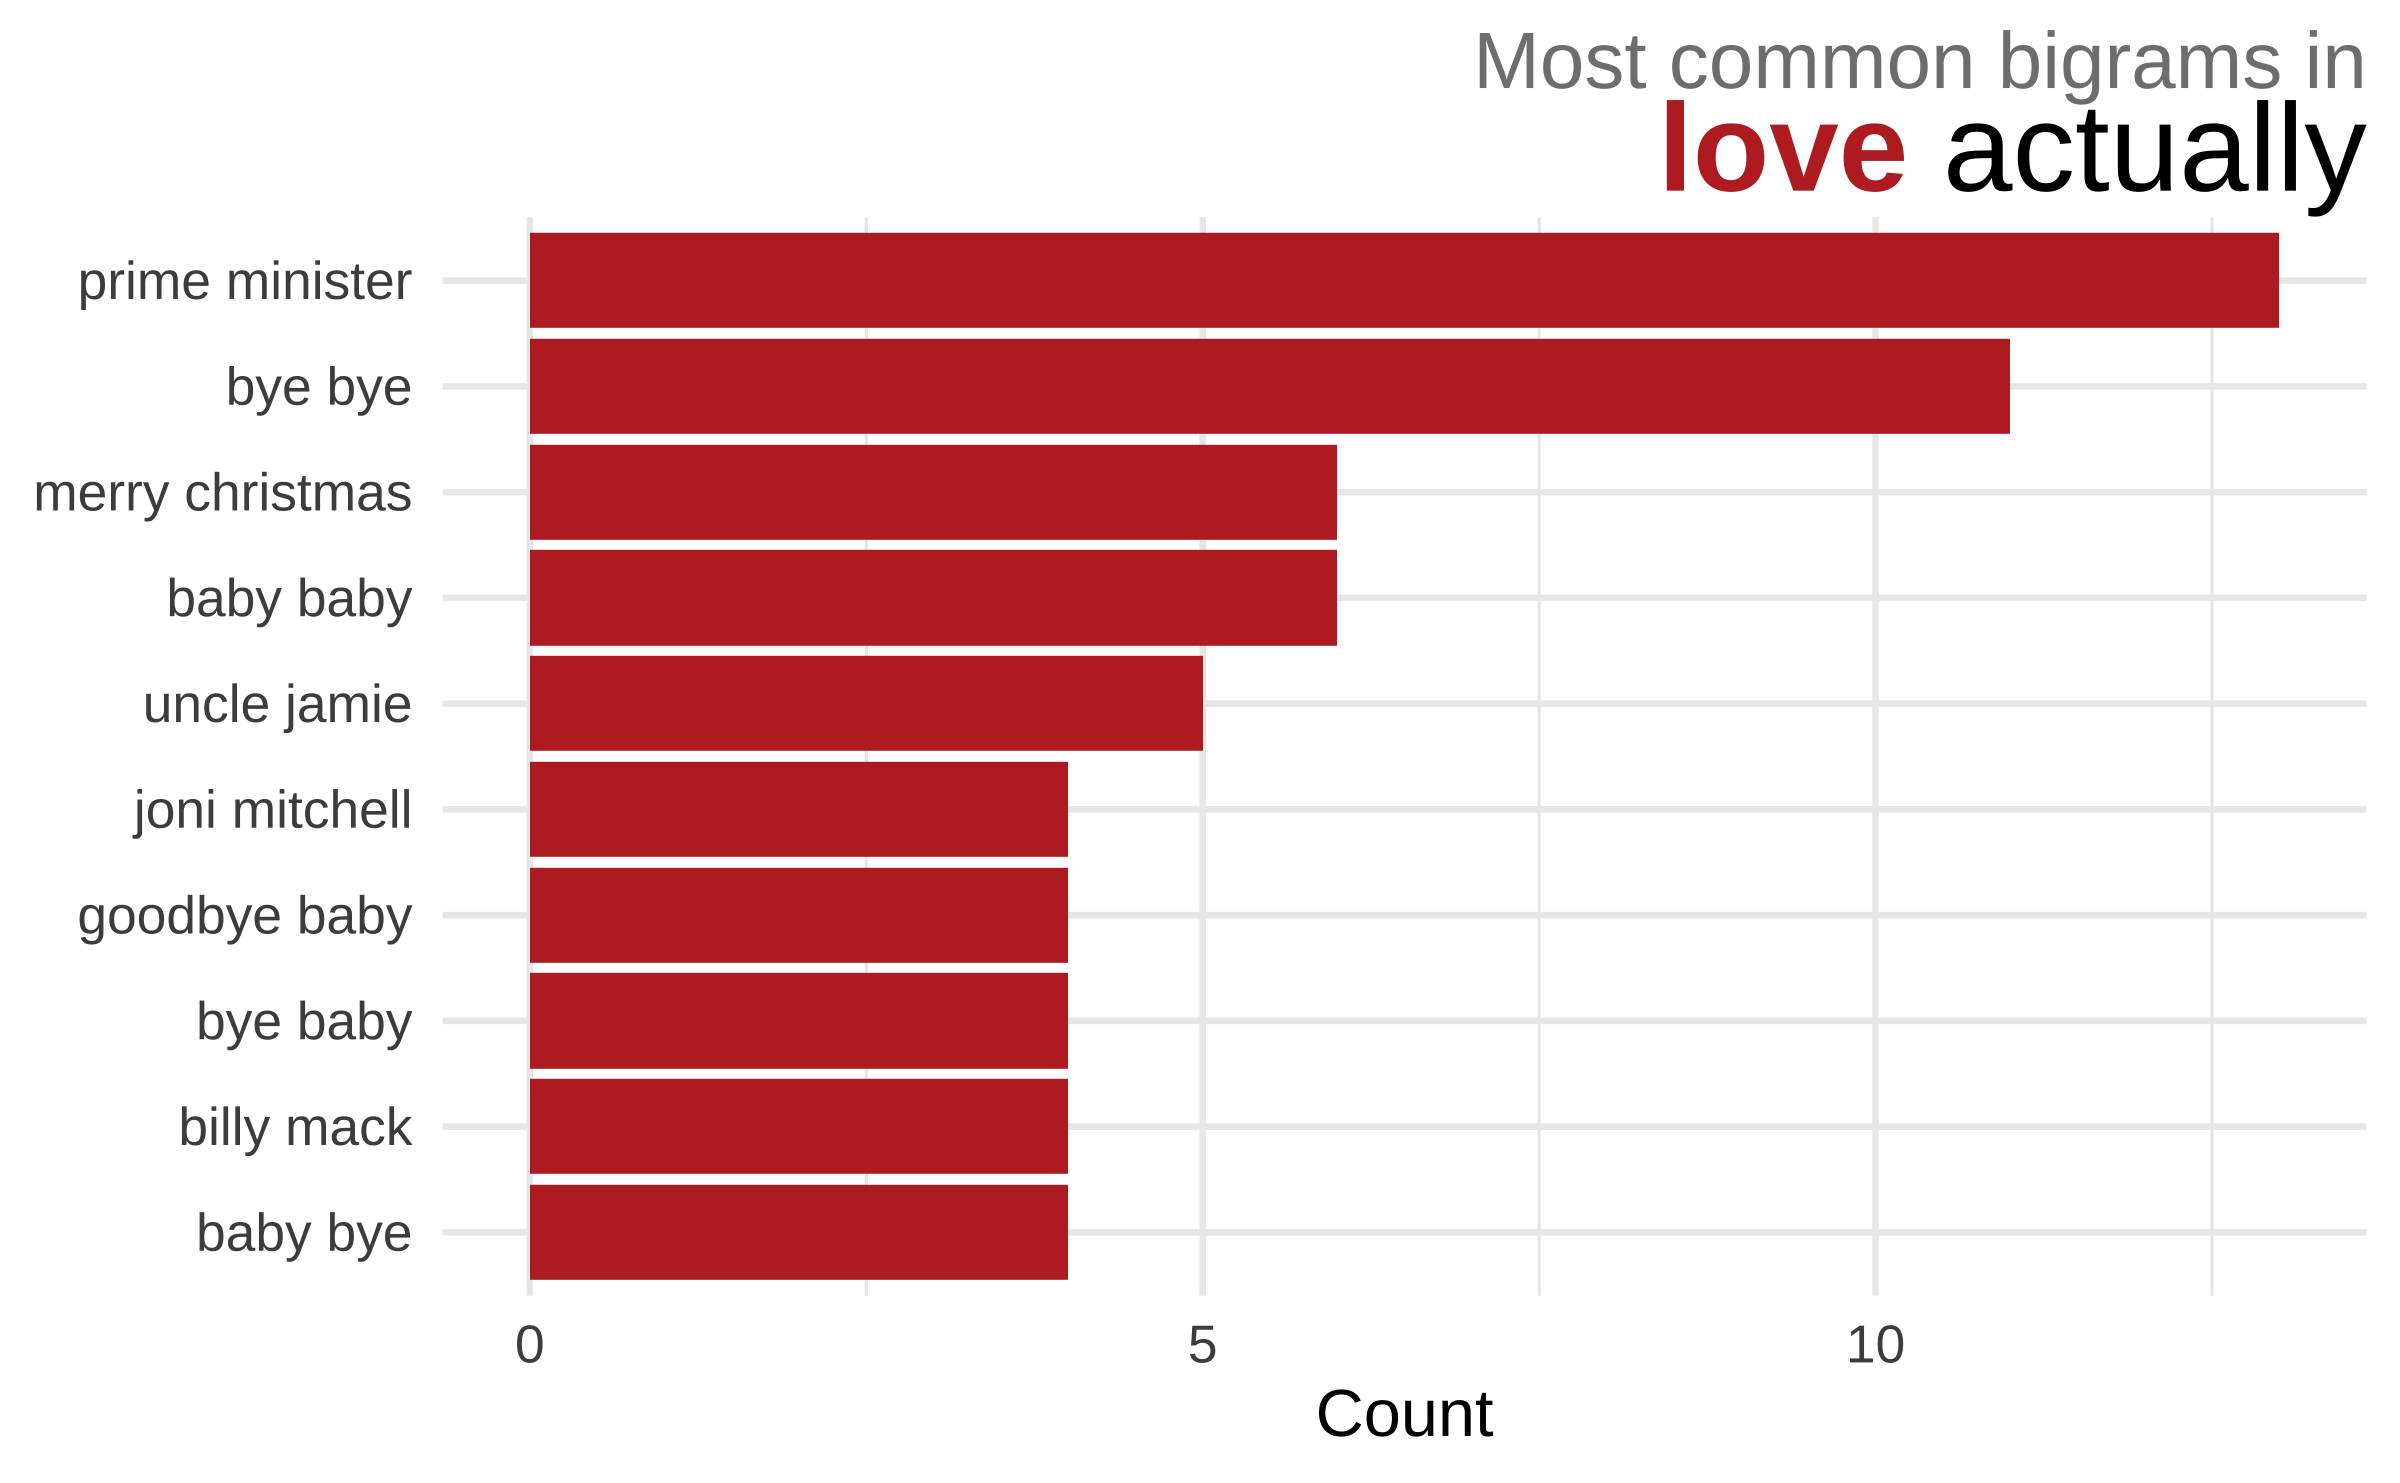 Most common bigrams in
love actually
prime minister
bye bye
merry christmas
baby baby
uncle jamie
joni mitchell
goodbye baby
bye baby
billy mack
baby bye
0 5 10
Count